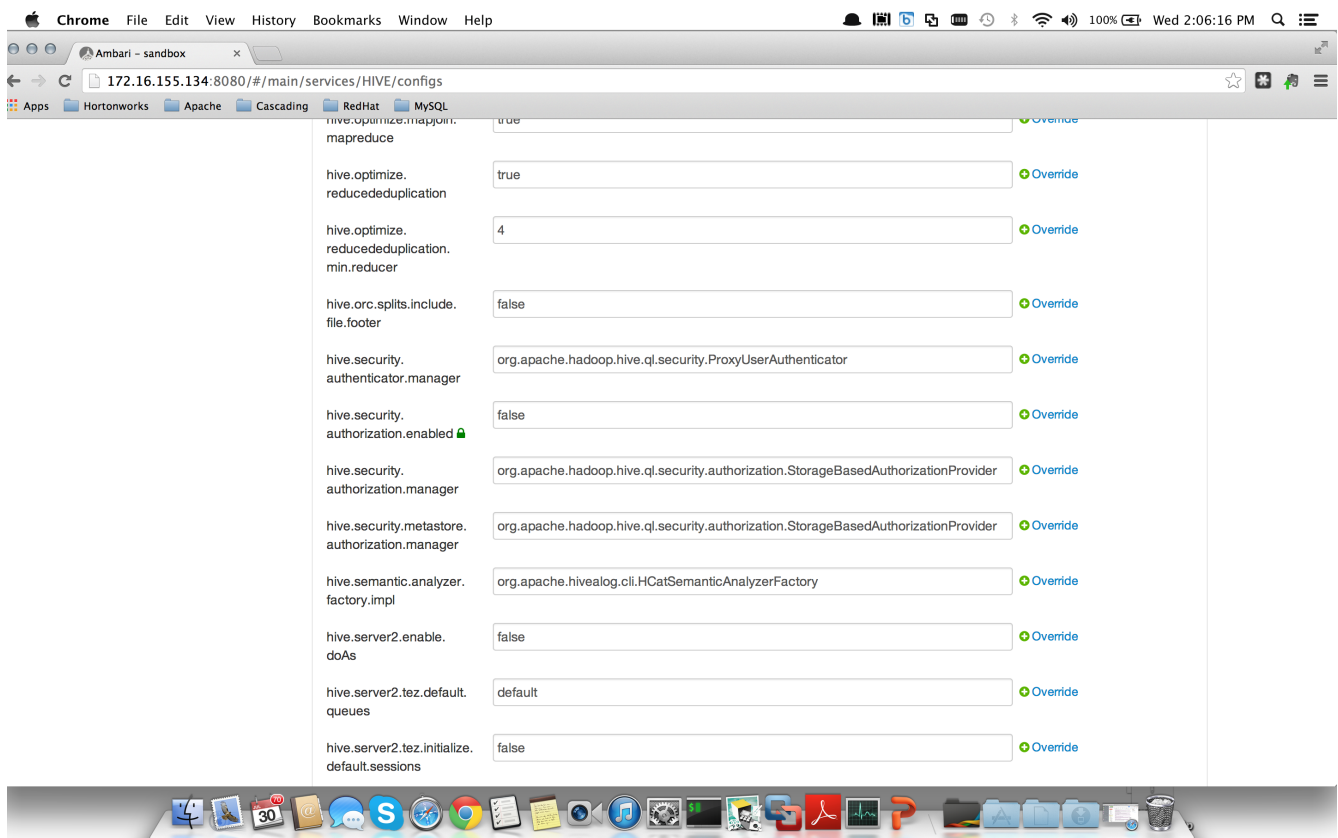 Chrome File Edit View History Bookmarks Window Help 100% Wed 2:06:16 PM
Ambari – sandbox
172.16.155.134:8080/#/main/services/HIVE/configs
Apps Hortonworks Apache Cascading RedHat MySQL
hive.optimize.mapjoin. true Override
mapreduce
hive.optimize. true Override
reducededuplication
hive.optimize. 4 Override
reducededuplication.
min.reducer
hive.orc.splits.include. false Override
file.footer
hive.security. org.apache.hadoop.hive.ql.security.ProxyUserAuthenticator Override
authenticator.manager
hive.security. false Override
authorization.enabled
hive.security. org.apache.hadoop.hive.ql.security.authorization.StorageBasedAuthorizationProvider Override
authorization.manager
hive.security.metastore. org.apache.hadoop.hive.ql.security.authorization.StorageBasedAuthorizationProvider Override
authorization.manager
hive.semantic.analyzer. org.apache.hivealog.cli.HCatSemanticAnalyzerFactory Override
factory.impl
hive.server2.enable. false Override
doAs
hive.server2.tez.default. default Override
queues
hive.server2.tez.initialize. false Override
default.sessions
70
30